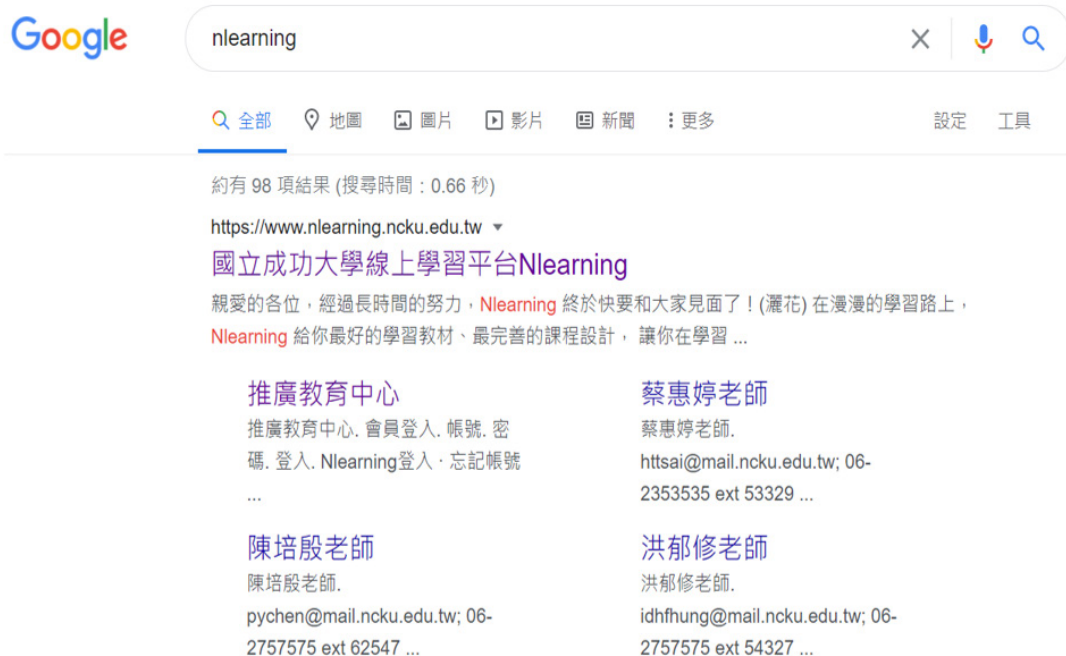 Google
nlearning
全部 地圖 圖片 影片 新聞 更多 設定 工具
約有 98 項結果 (搜尋時間：0.66 秒)
https://www.nlearning.ncku.edu.tw
國立成功大學線上學習平台Nlearning
親愛的各位，經過長時間的努力，Nlearning 終於快要和大家見面了！(灑花) 在漫漫的學習路上，
Nlearning 給你最好的學習教材、最完善的課程設計， 讓你在學習 ...
推廣教育中心
推廣教育中心. 會員登入. 帳號. 密
碼. 登入. Nlearning登入 · 忘記帳號
...
蔡惠婷老師
蔡惠婷老師.
httsai@mail.ncku.edu.tw; 06-
2353535 ext 53329 ...
陳培殷老師
陳培殷老師.
pychen@mail.ncku.edu.tw; 06-
2757575 ext 62547 ...
洪郁修老師
洪郁修老師.
idhfhung@mail.ncku.edu.tw; 06-
2757575 ext 54327 ...